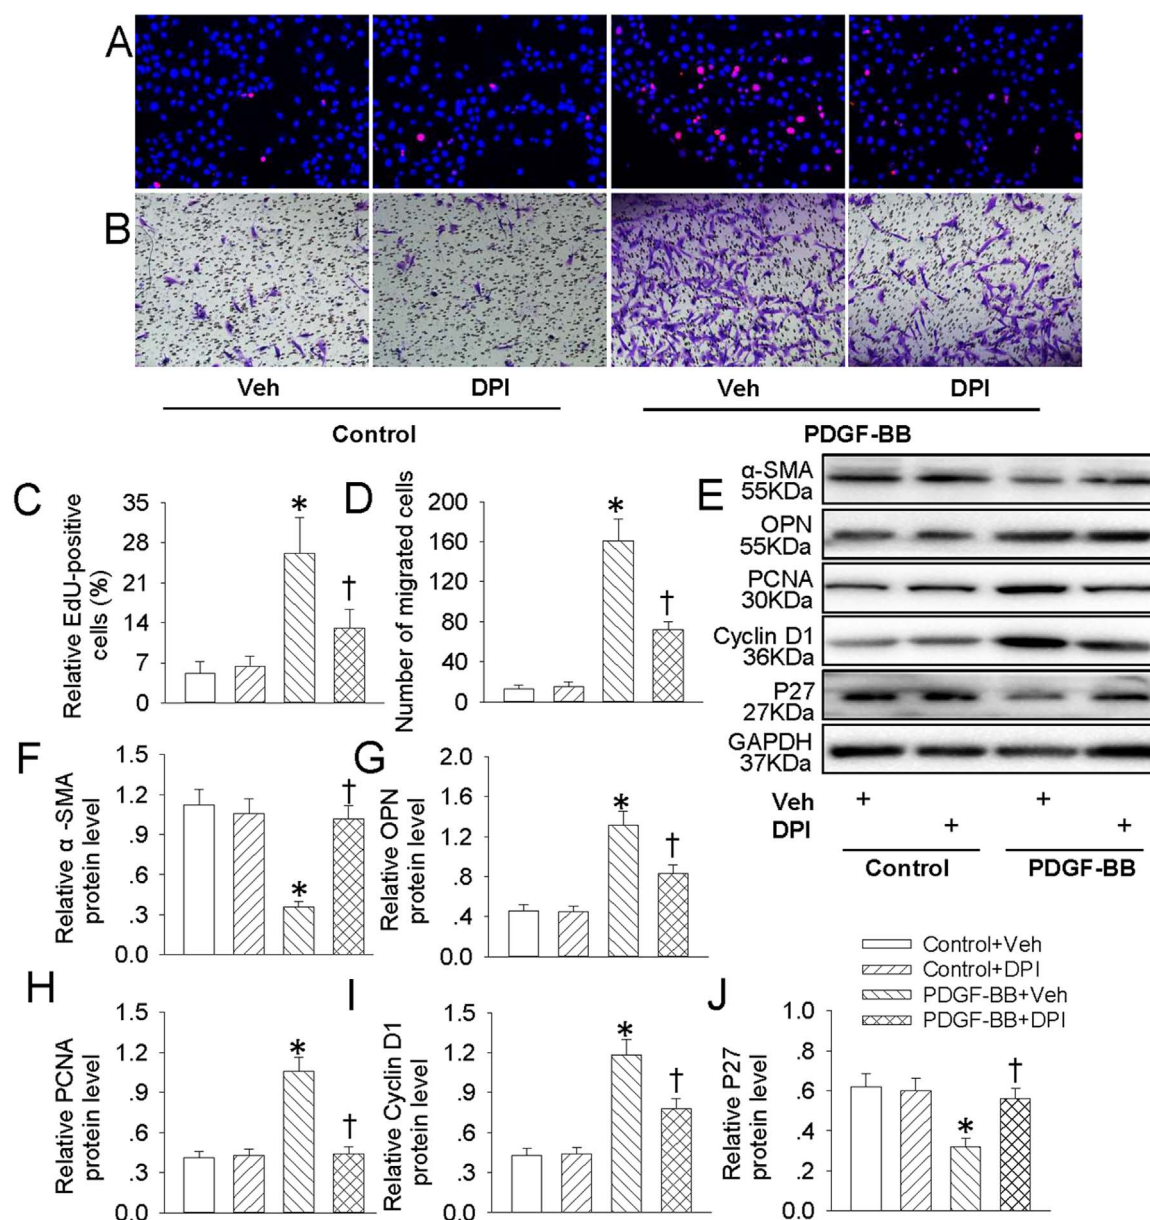 A
B
Veh DPI Veh DPI
Control PDGF-BB
C
Relative EdU-positive
cells (%)
35
28
21
14
7
0
*
†
D
Number of migrated cells
200
160
120
80
40
0
*
†
E
α-SMA
55KDa
OPN
55KDa
PCNA
30KDa
Cyclin D1
36KDa
P27
27KDa
GAPDH
37KDa
Veh + +
DPI + +
Control PDGF-BB
F
Relative α -SMA
protein level
1.5
1.2
.9
.6
.3
0.0
*
†
G
Relative OPN
protein level
2.0
1.6
1.2
.8
.4
0.0
*
†
Control+Veh
Control+DPI
PDGF-BB+Veh
PDGF-BB+DPI
H
Relative PCNA
protein level
1.5
1.2
.9
.6
.3
0.0
*
†
I
Relative Cyclin D1
protein level
1.5
1.2
.9
.6
.3
0.0
*
†
J
Relative P27
protein level
1.0
.8
.6
.4
.2
0.0
*
†